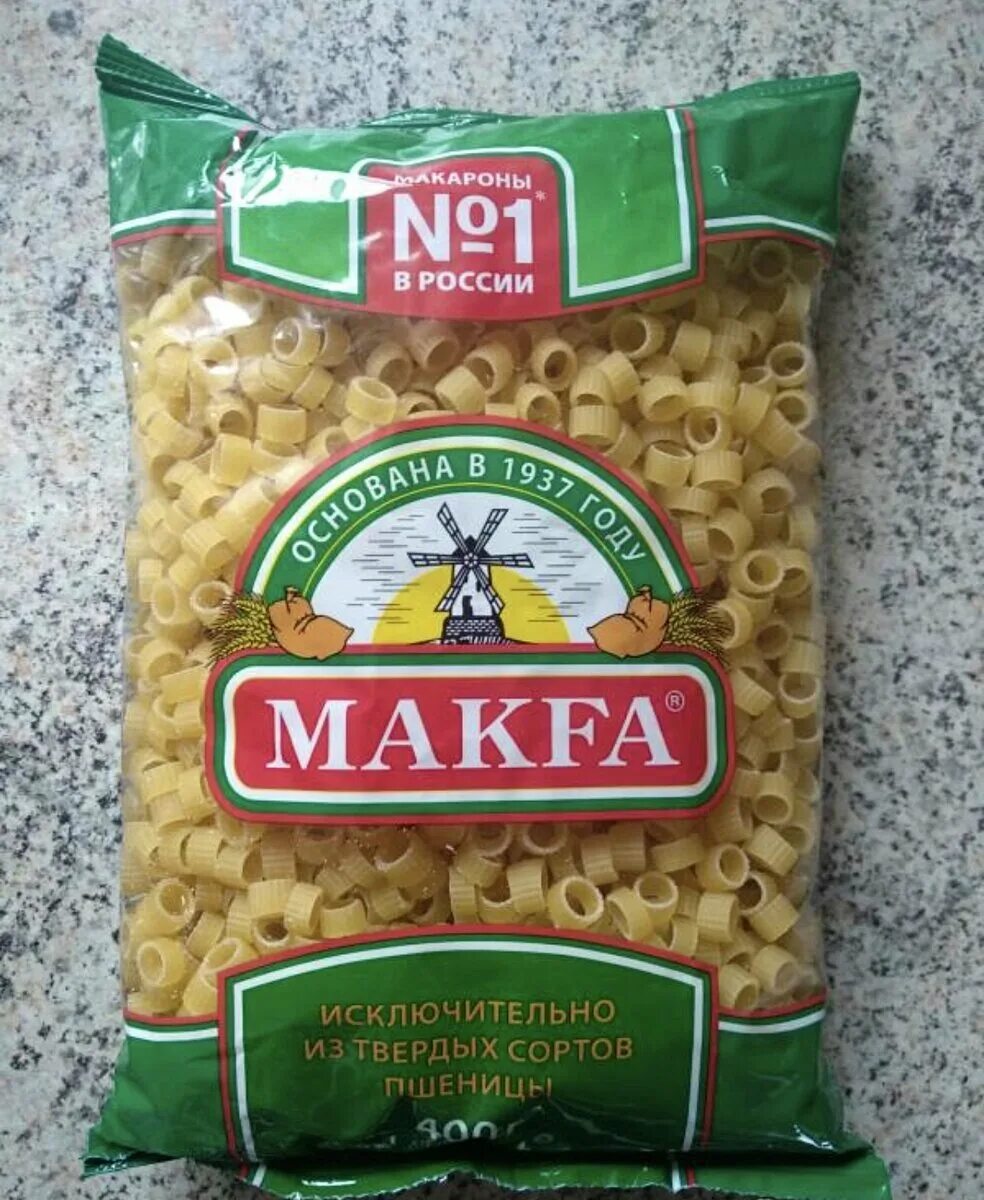 МАКАРОНЫ
№1*
В РОССИИ
ОСНОВАНА В 1937 ГОДУ
MAKFA®
ИСКЛЮЧИТЕЛЬНО
ИЗ ТВЕРДЫХ СОРТОВ
ПШЕНИЦЫ